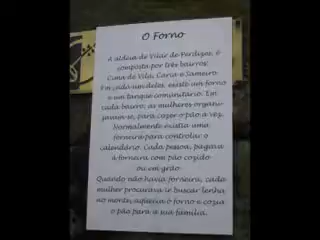 O Forno
A aldeia de Vilar de Perdizes, é
composta por três bairros:
Cima de Vila, Caria e Sameiro.
Em cada um deles, existe um forno
e um tanque comunitário. Em
cada bairro, as mulheres organi-
zavam-se, para cozer o pão à vez.
Normalmente existia uma
forneira para controlar o
calendário. Cada pessoa, pagava
à forneira com pão cozido
ou em grão.
Quando não havia forneira, cada
mulher procurava ir buscar lenha
no monte, aquecia o forno e cozia
o pão para a sua família.